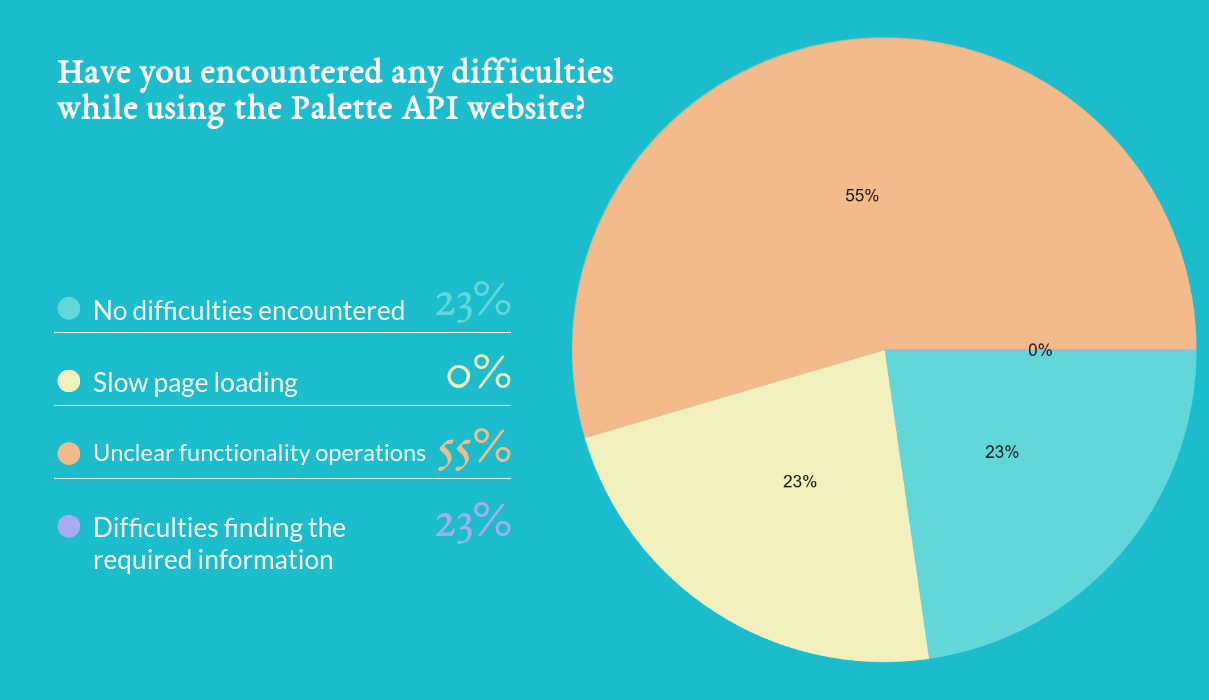 Have you encountered any difficulties
while using the Palette API website?
No difficulties encountered 23%
Slow page loading 0%
Unclear functionality operations 55%
Difficulties finding the 23%
required information
55%
0%
23%
23%